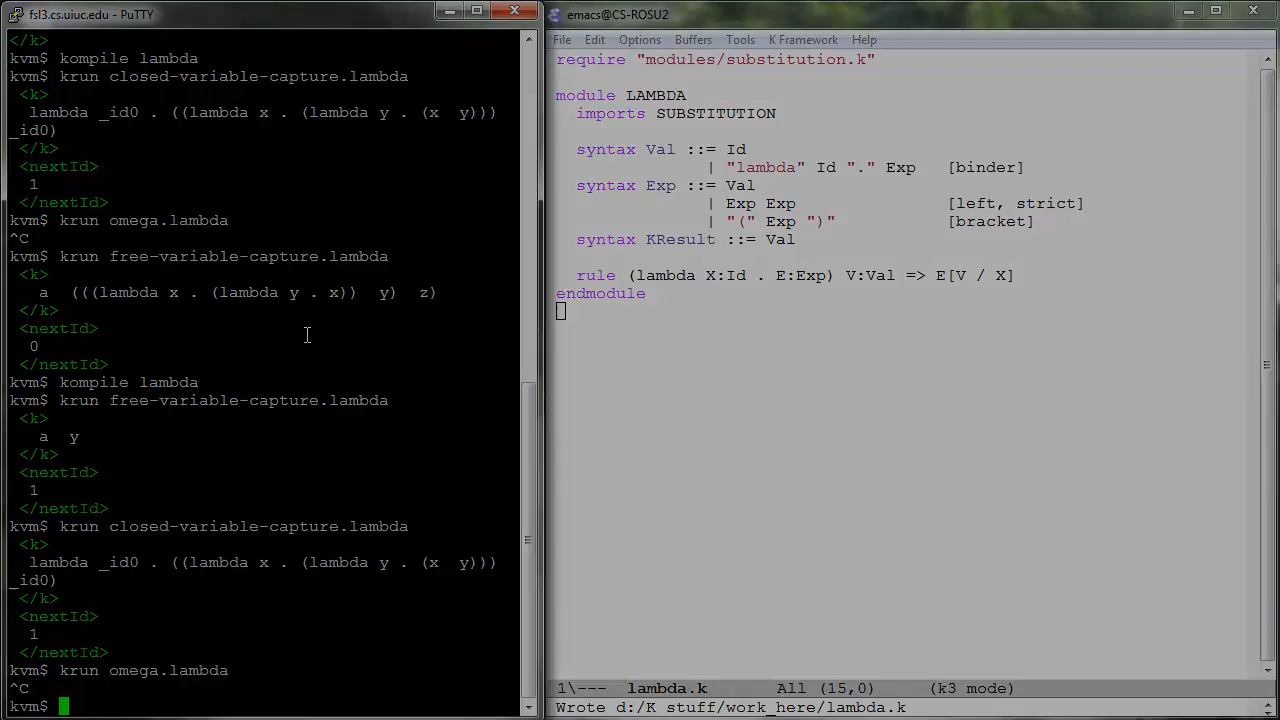 fsl3.cs.uiuc.edu - PuTTY
</k>
kvm$ kompile lambda
kvm$ krun closed-variable-capture.lambda
<k>
lambda _id0 . ((lambda x . (lambda y . (x  y)))
_id0)
</k>
<nextId>
1
</nextId>
kvm$ krun omega.lambda
^C
kvm$ krun free-variable-capture.lambda
<k>
a  (((lambda x . (lambda y . x))  y)  z)
</k>
<nextId>
0
</nextId>
kvm$ kompile lambda
kvm$ krun free-variable-capture.lambda
<k>
a  y
</k>
<nextId>
1
</nextId>
kvm$ krun closed-variable-capture.lambda
<k>
lambda _id0 . ((lambda x . (lambda y . (x  y)))
_id0)
</k>
<nextId>
1
</nextId>
kvm$ krun omega.lambda
^C
kvm$
emacs@CS-ROSU2
File Edit Options Buffers Tools K Framework Help
require "modules/substitution.k"
module LAMBDA
imports SUBSTITUTION
syntax Val ::= Id
| "lambda" Id "." Exp [binder]
syntax Exp ::= Val
| Exp Exp [left, strict]
| "(" Exp ")" [bracket]
syntax KResult ::= Val
rule (lambda X:Id . E:Exp) V:Val => E[V / X]
endmodule
1\--- lambda.k All (15,0) (k3 mode)
Wrote d:/K stuff/work_here/lambda.k